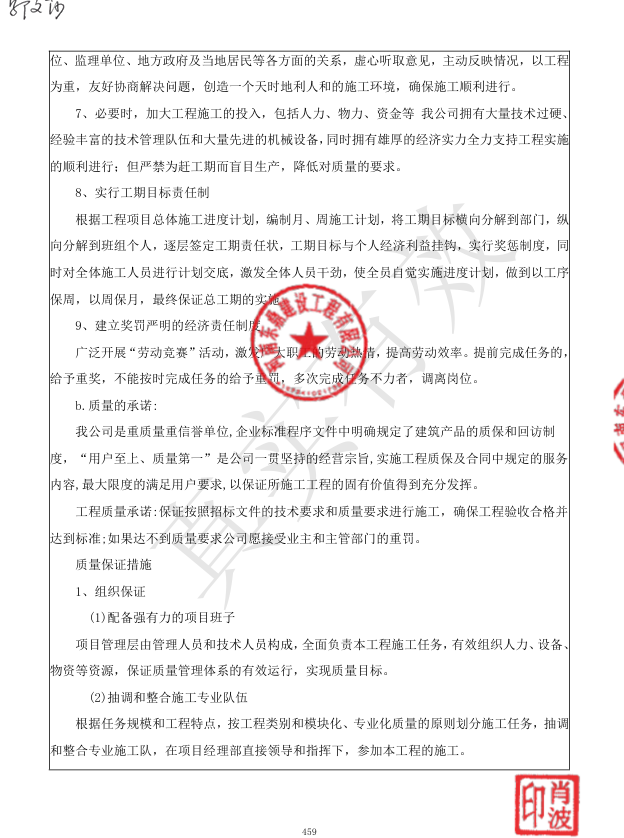 位、监理单位、地方政府及当地居民等各方面的关系，虚心听取意见，主动反映情况，以工程
为重，友好协商解决问题，创造一个天时地利人和的施工环境，确保施工顺利进行。
7、必要时，加大工程施工的投入，包括人力、物力、资金等 我公司拥有大量技术过硬、
经验丰富的技术管理队伍和大量先进的机械设备，同时拥有雄厚的经济实力全力支持工程实施
的顺利进行；但严禁为赶工期而盲目生产，降低对质量的要求。
8、实行工期目标责任制
根据工程项目总体施工进度计划，编制月、周施工计划，将工期目标横向分解到部门，纵
向分解到班组个人，逐层签定工期责任状，工期目标与个人经济利益挂钩，实行奖惩制度，同
时对全体施工人员进行计划交底，激发全体人员干劲，使全员自觉实施进度计划，做到以工序
保周，以周保月，最终保证总工期的实施
9、建立奖罚严明的经济责任制度
广泛开展“劳动竞赛”活动，激发广大职工的劳动热情，提高劳动效率。提前完成任务的，
给予重奖，不能按时完成任务的给予重罚，多次完成任务不力者，调离岗位。
b.质量的承诺:
我公司是重质量重信誉单位,企业标准程序文件中明确规定了建筑产品的质保和回访制
度，“用户至上、质量第一”是公司一贯坚持的经营宗旨,实施工程质保及合同中规定的服务
内容,最大限度的满足用户要求,以保证所施工工程的固有价值得到充分发挥。
工程质量承诺:保证按照招标文件的技术要求和质量要求进行施工，确保工程验收合格并
达到标准;如果达不到质量要求公司愿接受业主和主管部门的重罚。
质量保证措施
1、组织保证
(1)配备强有力的项目班子
项目管理层由管理人员和技术人员构成,全面负责本工程施工任务，有效组织人力、设备、
物资等资源，保证质量管理体系的有效运行，实现质量目标。
(2)抽调和整合施工专业队伍
根据任务规模和工程特点，按工程类别和模块化、专业化质量的原则划分施工任务，抽调
和整合专业施工队，在项目经理部直接领导和指挥下，参加本工程的施工。
真实有效
肖波印
459